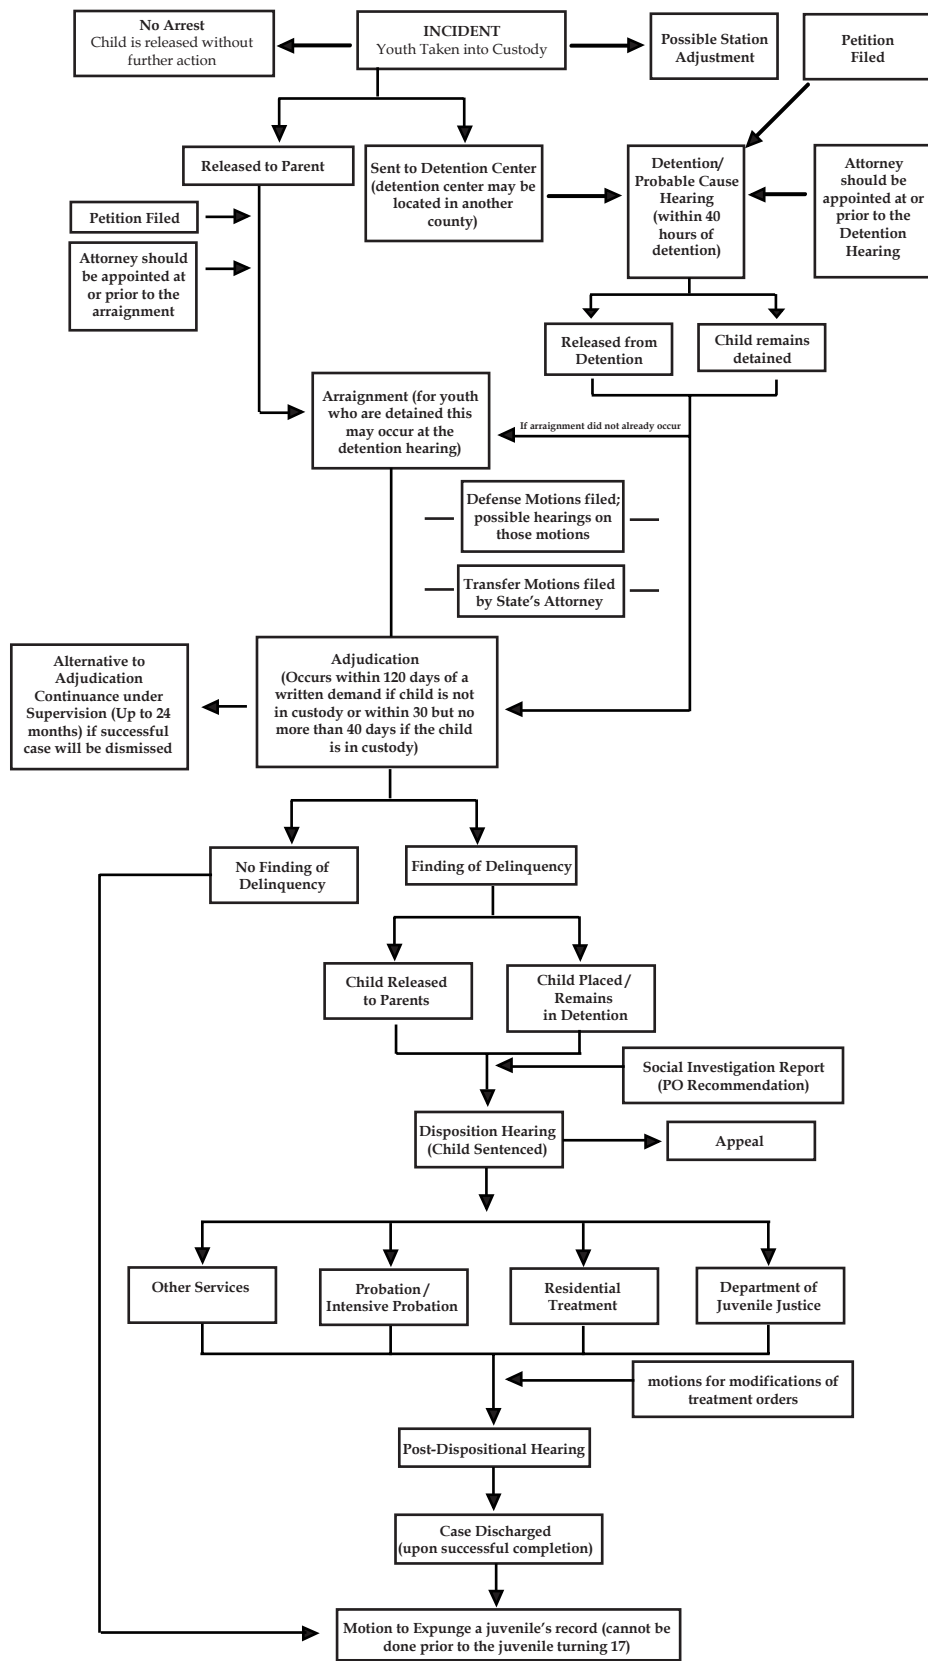 No Arrest
Child is released without
further action
INCIDENT
Youth Taken into Custody
Possible Station
Adjustment
Petition
Filed
Released to Parent
Sent to Detention Center
(detention center may be
located in another
county)
Detention/
Probable Cause
Hearing
(within 40
hours of
detention)
Attorney
should be
appointed at or
prior to the
Detention
Hearing
Petition Filed
Attorney should
be appointed at
or prior to the
arraignment
Released from
Detention
Child remains
detained
Arraignment (for youth
who are detained this
may occur at the
detention hearing)
If arraignment did not already occur
Defense Motions filed;
possible hearings on
those motions
Transfer Motions filed
by State's Attorney
Alternative to
Adjudication
Continuance under
Supervision (Up to 24
months) if successful
case will be dismissed
Adjudication
(Occurs within 120 days of a
written demand if child is not
in custody or within 30 but no
more than 40 days if the child
is in custody)
No Finding of
Delinquency
Finding of Delinquency
Child Released
to Parents
Child Placed/
Remains
in Detention
Social Investigation Report
(PO Recommendation)
Disposition Hearing
(Child Sentenced)
Appeal
Other Services
Probation/
Intensive Probation
Residential
Treatment
Department of
Juvenile Justice
motions for modifications of
treatment orders
Post-Dispositional Hearing
Case Discharged
(upon successful completion)
Motion to Expunge a juvenile's record (cannot be
done prior to the juvenile turning 17)